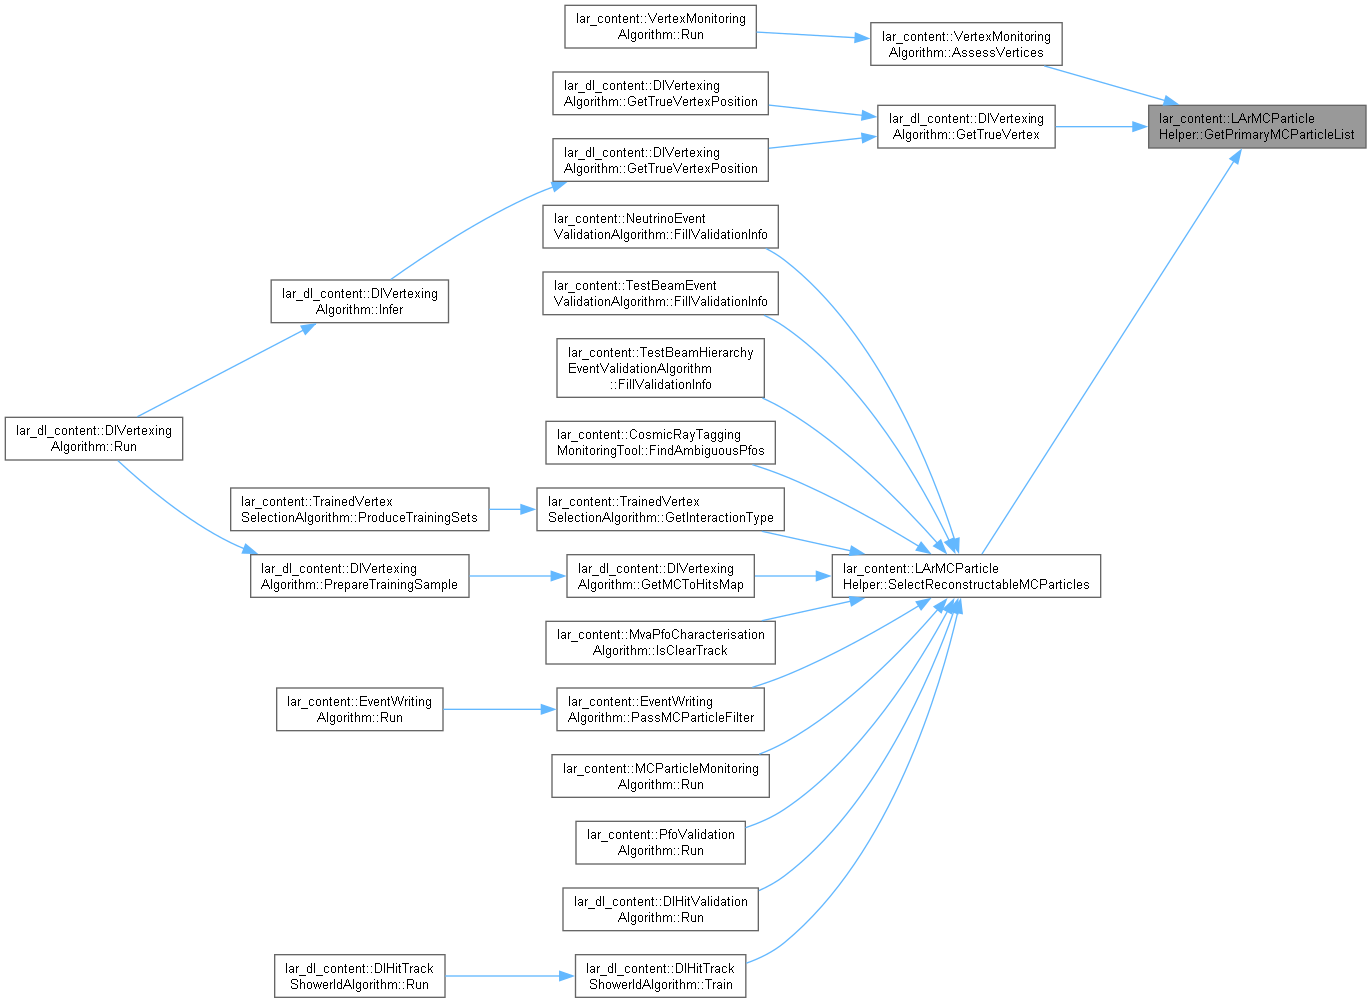 lar_content::VertexMonitoring
Algorithm::Run
lar_content::VertexMonitoring
Algorithm::AssessVertices
lar_dl_content::DlVertexing
Algorithm::GetTrueVertexPosition
lar_dl_content::DlVertexing
Algorithm::GetTrueVertex
lar_content::LArMCParticle
Helper::GetPrimaryMCParticleList
lar_dl_content::DlVertexing
Algorithm::GetTrueVertexPosition
lar_content::NeutrinoEvent
ValidationAlgorithm::FillValidationInfo
lar_content::TestBeamEvent
ValidationAlgorithm::FillValidationInfo
lar_dl_content::DlVertexing
Algorithm::Infer
lar_content::TestBeamHierarchy
EventValidationAlgorithm
::FillValidationInfo
lar_dl_content::DlVertexing
Algorithm::Run
lar_content::CosmicRayTagging
MonitoringTool::FindAmbiguousPfos
lar_content::TrainedVertex
SelectionAlgorithm::ProduceTrainingSets
lar_content::TrainedVertex
SelectionAlgorithm::GetInteractionType
lar_dl_content::DlVertexing
Algorithm::PrepareTrainingSample
lar_dl_content::DlVertexing
Algorithm::GetMCToHitsMap
lar_content::LArMCParticle
Helper::SelectReconstructableMCParticles
lar_content::MvaPfoCharacterisation
Algorithm::IsClearTrack
lar_content::EventWriting
Algorithm::Run
lar_content::EventWriting
Algorithm::PassMCParticleFilter
lar_content::MCParticleMonitoring
Algorithm::Run
lar_content::PfoValidation
Algorithm::Run
lar_dl_content::DlHitValidation
Algorithm::Run
lar_dl_content::DlHitTrack
ShowerIdAlgorithm::Run
lar_dl_content::DlHitTrack
ShowerIdAlgorithm::Train